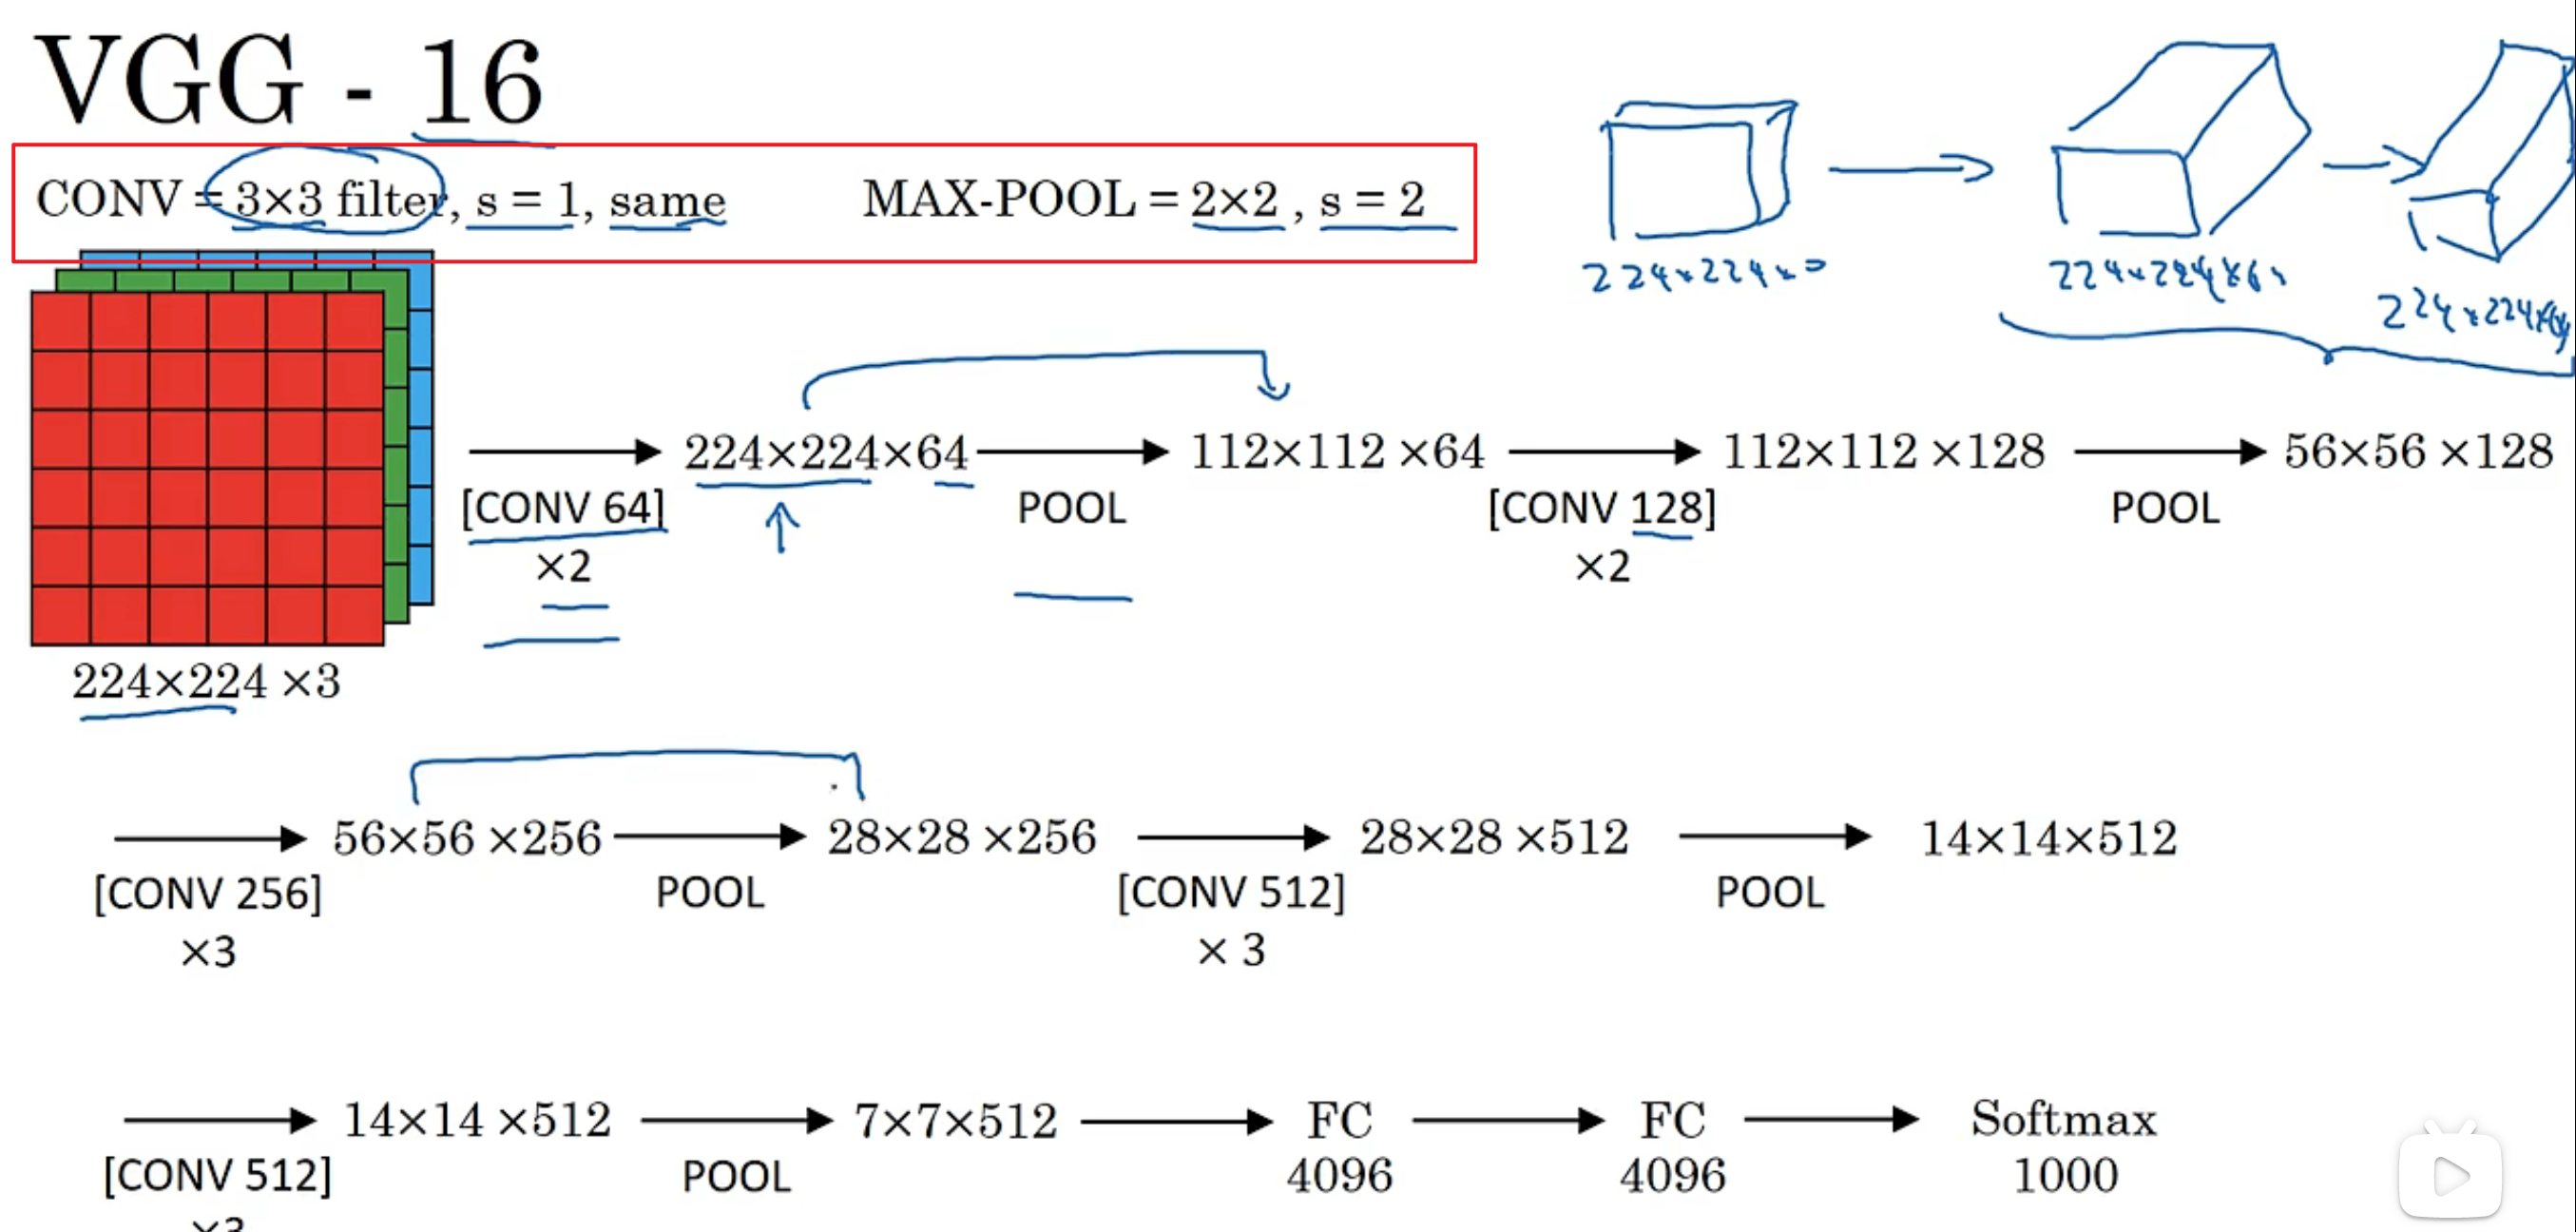 VGG - 16
CONV = 3×3 filter, s = 1, same MAX-POOL = 2×2 , s = 2
224×224×
224×224×6
224×224×64
224×224×64 112×112 ×64 112×112 ×128 56×56 ×128
[CONV 64] POOL [CONV 128] POOL
×2 ×2
224×224 ×3
56×56 ×256 28×28 ×256 28×28 ×512 14×14×512
[CONV 256] POOL [CONV 512] POOL
×3 × 3
14×14 ×512 7×7×512 FC FC Softmax
[CONV 512] POOL 4096 4096 1000
×3